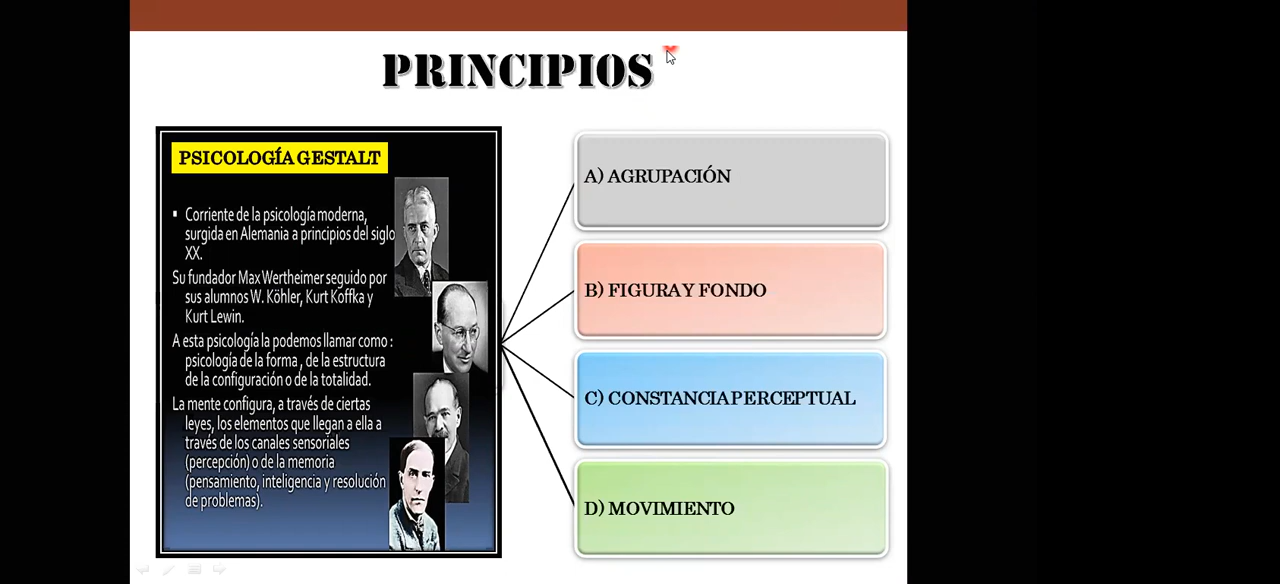 PRINCIPIOS
PSICOLOGÍA GESTALT
▪ Corriente de la psicología moderna,
surgida en Alemania a principios del siglo
XX.
Su fundador Max Wertheimer seguido por
sus alumnos W. Köhler, Kurt Koffka y
Kurt Lewin.
A esta psicología la podemos llamar como :
psicología de la forma , de la estructura
de la configuración o de la totalidad.
La mente configura, a través de ciertas
leyes, los elementos que llegan a ella a
través de los canales sensoriales
(percepción) o de la memoria
(pensamiento, inteligencia y resolución
de problemas).
A) AGRUPACIÓN
B) FIGURA Y FONDO
C) CONSTANCIA PERCEPTUAL
D) MOVIMIENTO